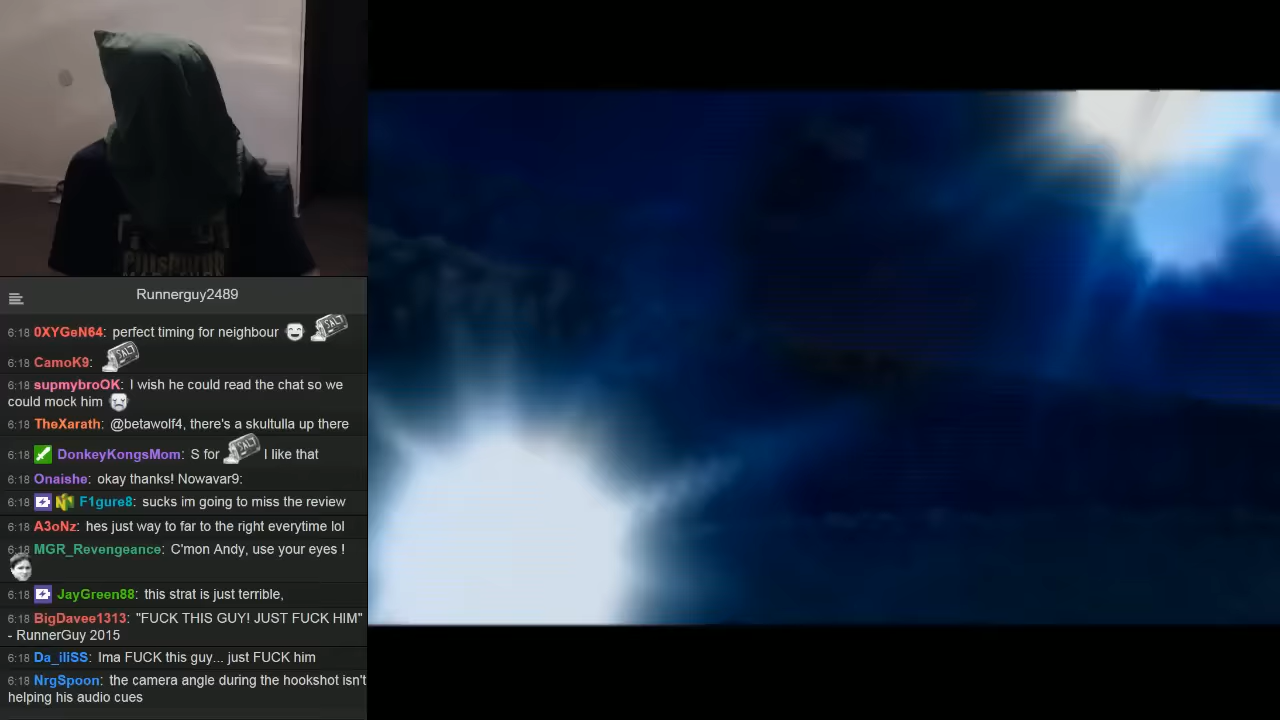 Pittsburgh
Runnerguy2489
6:18 0XYGeN64: perfect timing for neighbour SALT
6:18 CamoK9: SALT
6:18 supmybroOK: I wish he could read the chat so we
could mock him
6:18 TheXarath: @betawolf4, there's a skultulla up there
6:18 DonkeyKongsMom: S for SALT I like that
6:18 Onaishe: okay thanks! Nowavar9:
6:18 F1gure8: sucks im going to miss the review
6:18 A3oNz: hes just way to far to the right everytime lol
6:18 MGR_Revengeance: C'mon Andy, use your eyes !
6:18 JayGreen88: this strat is just terrible,
6:18 BigDavee1313: "FUCK THIS GUY! JUST FUCK HIM"
- RunnerGuy 2015
6:18 Da_iliSS: Ima FUCK this guy... just FUCK him
6:18 NrgSpoon: the camera angle during the hookshot isn't
helping his audio cues